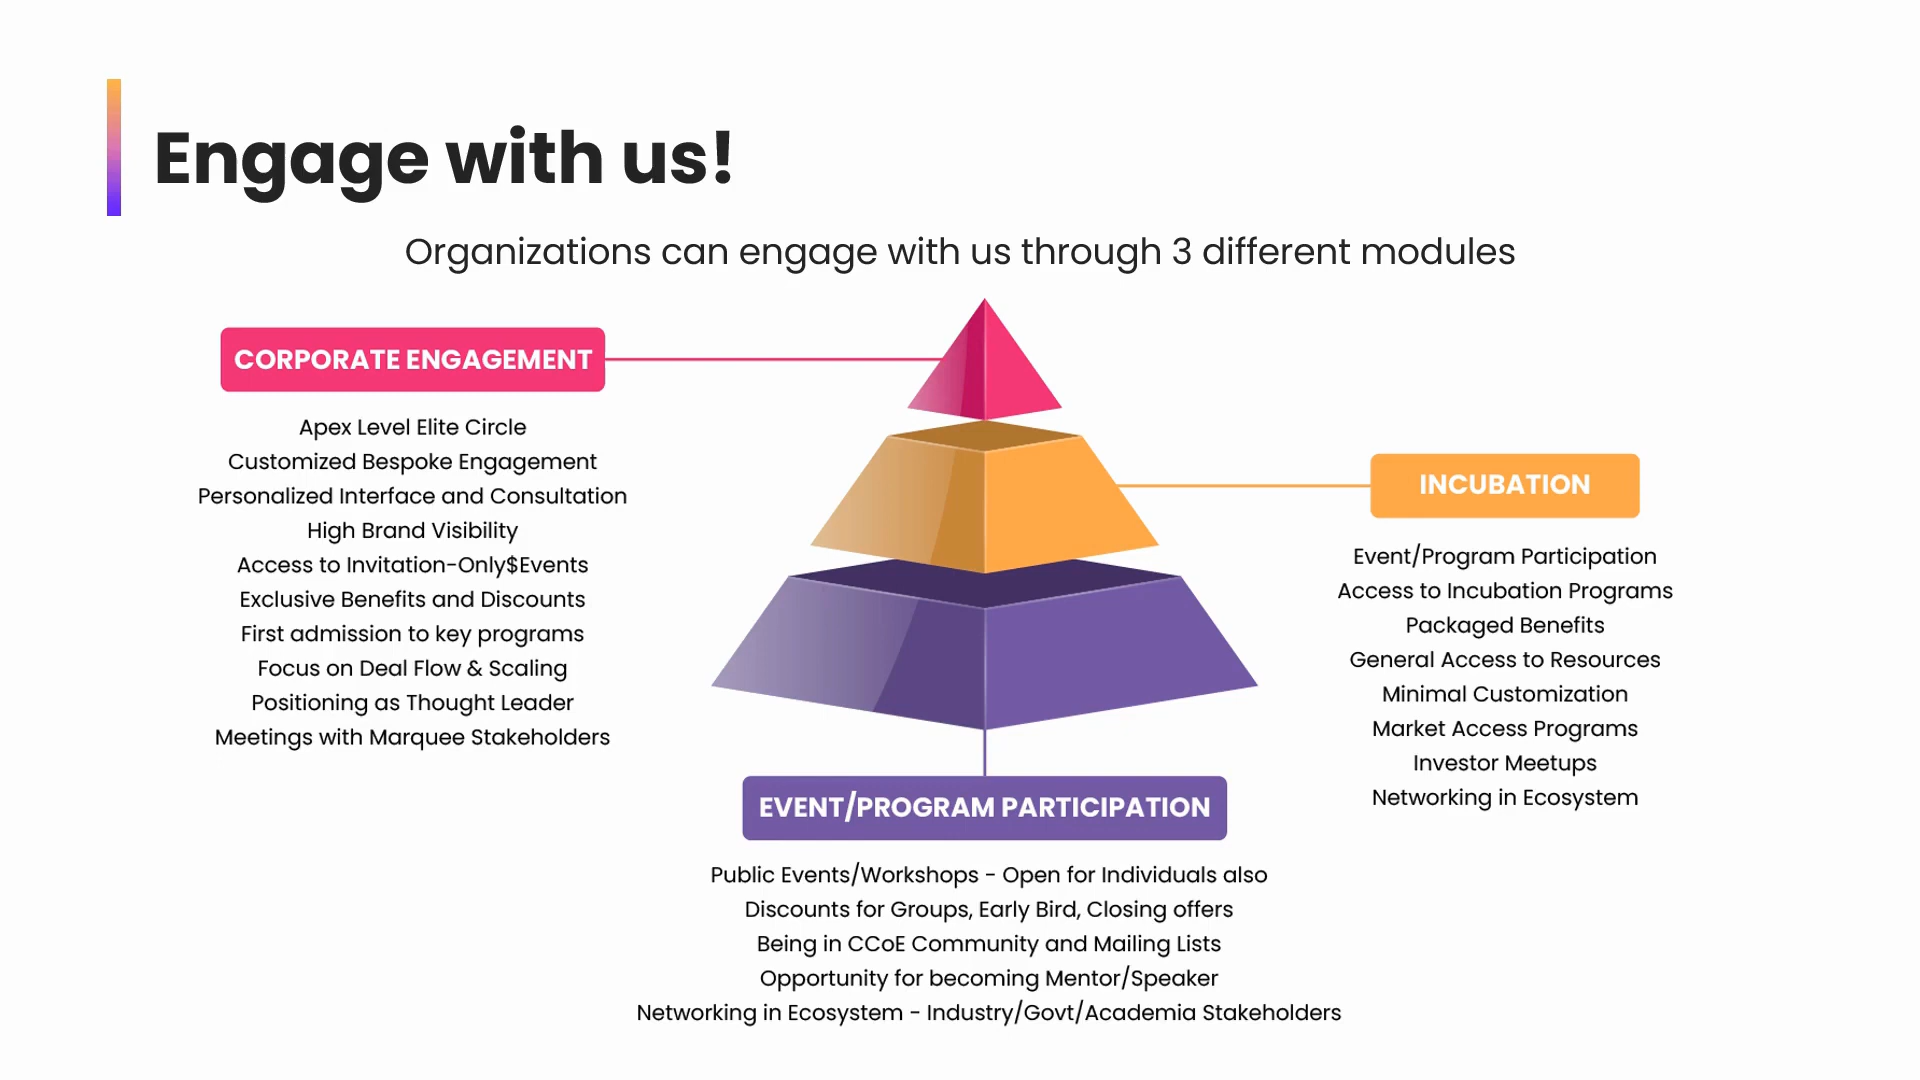 Engage with us!
Organizations can engage with us through 3 different modules
CORPORATE ENGAGEMENT
Apex Level Elite Circle
Customized Bespoke Engagement
Personalized Interface and Consultation
High Brand Visibility
Access to Invitation-Only$Events
Exclusive Benefits and Discounts
First admission to key programs
Focus on Deal Flow & Scaling
Positioning as Thought Leader
Meetings with Marquee Stakeholders
INCUBATION
Event/Program Participation
Access to Incubation Programs
Packaged Benefits
General Access to Resources
Minimal Customization
Market Access Programs
Investor Meetups
Networking in Ecosystem
EVENT/PROGRAM PARTICIPATION
Public Events/Workshops - Open for Individuals also
Discounts for Groups, Early Bird, Closing offers
Being in CCoE Community and Mailing Lists
Opportunity for becoming Mentor/Speaker
Networking in Ecosystem - Industry/Govt/Academia Stakeholders